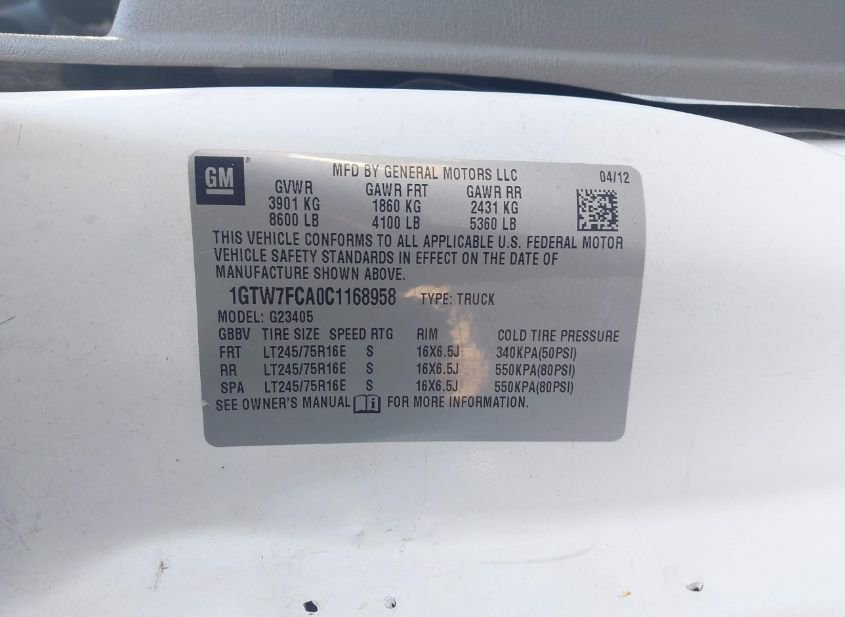 GM ®
MFD BY GENERAL MOTORS LLC 04/12
GVWR GAWR FRT GAWR RR
3901 KG 1860 KG 2431 KG
8600 LB 4100 LB 5360 LB
THIS VEHICLE CONFORMS TO ALL APPLICABLE U.S. FEDERAL MOTOR
VEHICLE SAFETY STANDARDS IN EFFECT ON THE DATE OF
MANUFACTURE SHOWN ABOVE.
1GTW7FCA0C1168958 TYPE: TRUCK
MODEL: G23405
GBBV TIRE SIZE SPEED RTG RIM COLD TIRE PRESSURE
FRT LT245/75R16E S 16X6.5J 340KPA(50PSI)
RR LT245/75R16E S 16X6.5J 550KPA(80PSI)
SPA LT245/75R16E S 16X6.5J 550KPA(80PSI)
SEE OWNER'S MANUAL i FOR MORE INFORMATION.